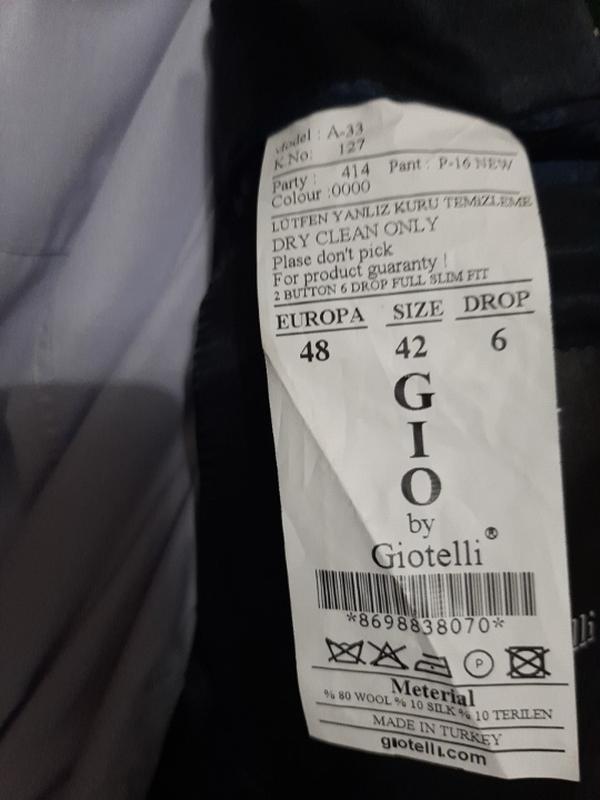 Model : A-33
K No: 127
Party : 414 Pant : P-16 NEW
Colour :0000
LÜTFEN YANLIZ KURU TEMİZLEME
DRY CLEAN ONLY
Plase don't pick
For product guaranty !
2 BUTTON 6 DROP FULL SLIM FIT
EUROPA SIZE DROP
48 42 6
G
I
O
by
Giotelli®
*8698838070*
P
Meterial
% 80 WOOL % 10 SILK % 10 TERILEN
MADE IN TURKEY
giotelli.com